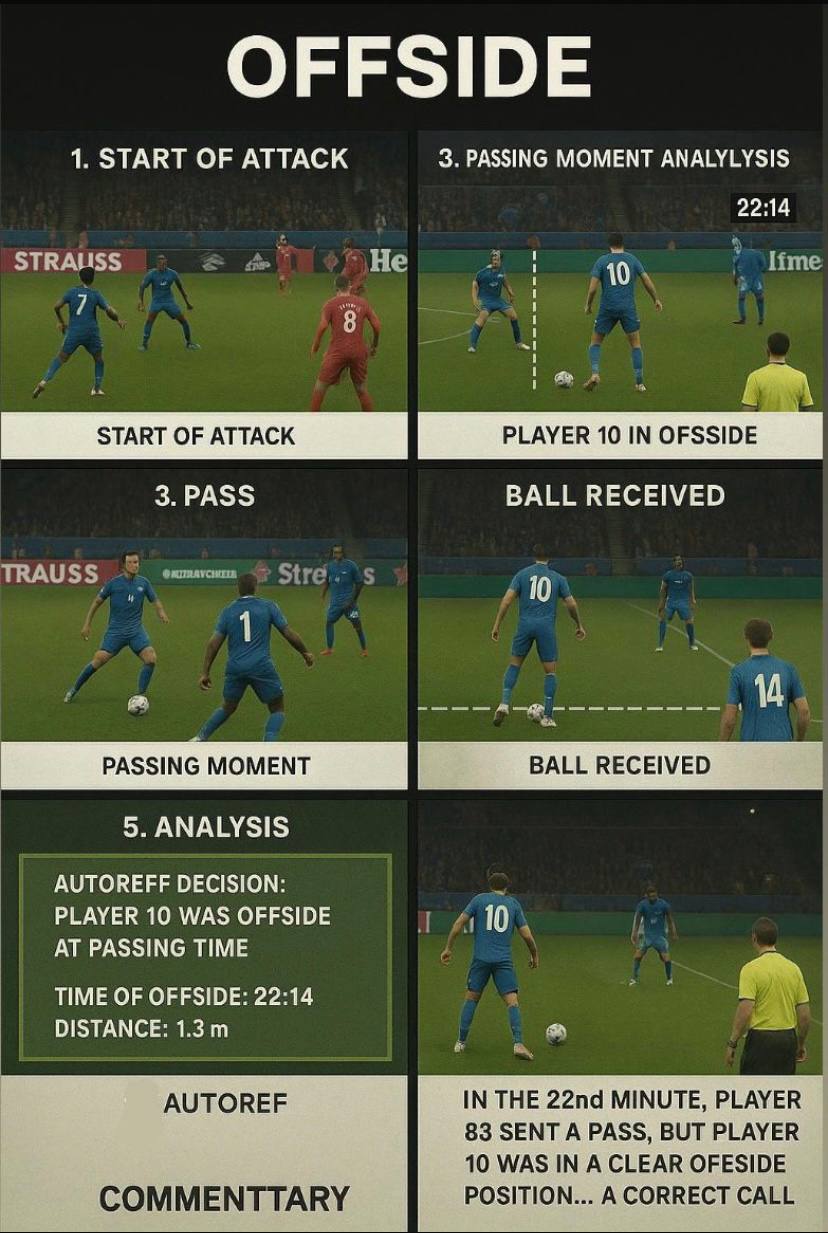 OFFSIDE
1. START OF ATTACK
STRAUSS
He
7
8
START OF ATTACK
3. PASSING MOMENT ANALYLYSIS
22:14
lfme
10
PLAYER 10 IN OFSSIDE
3. PASS
TRAUSS
Stre
s
1
PASSING MOMENT
BALL RECEIVED
10
14
BALL RECEIVED
5. ANALYSIS
AUTOREFF DECISION:
PLAYER 10 WAS OFFSIDE
AT PASSING TIME
TIME OF OFFSIDE: 22:14
DISTANCE: 1.3 m
AUTOREF
COMMENTTARY
10
IN THE 22nd MINUTE, PLAYER
83 SENT A PASS, BUT PLAYER
10 WAS IN A CLEAR OFESIDE
POSITION... A CORRECT CALL